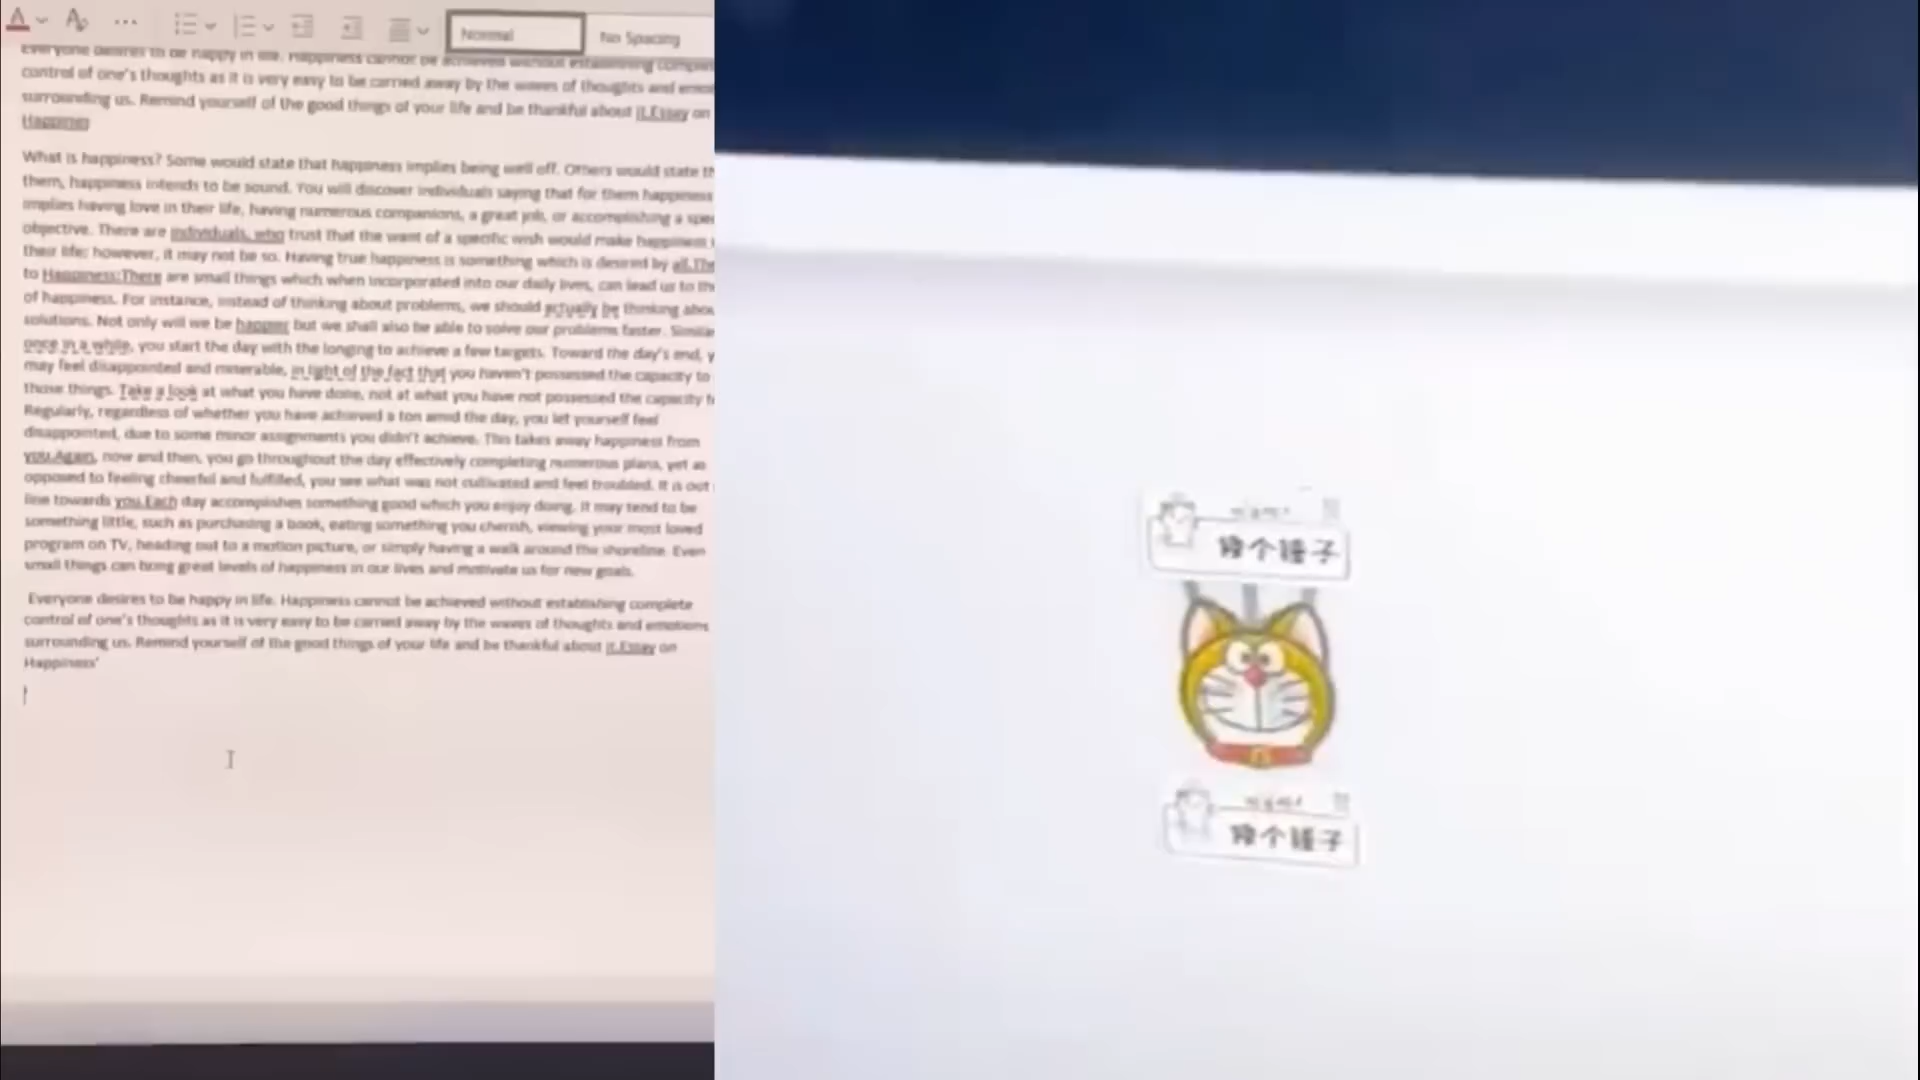 Normal
No Spacing
Everyone desires to be happy in life. Happiness cannot be achieved without establishing
control of one's thoughts as it is very easy to be carried away by the waves of thoughts and
surrounding us. Remind yourself of the good things of your life and be thankful about it.Essay on
Happines
What is happiness? Some would state that happiness implies being well off. Others would state
them, happiness intends to be sound. You will discover individuals saying that for them happiness
implies having love in their life, having numerous companions, a great job, or accomplishing a
objective. There are individuals, who trust that the want of a specific wish would make happiness
their life; however, it may not be so. Having true happiness is something which is desired by
to Happiness:There are small things which when incorporated into our daily lives, can lead us to
of happiness. For instance, instead of thinking about problems, we should actually be thinking
solutions. Not only will we be happier but we shall also be able to solve our problems faster.
once in a while, you start the day with the longing to achieve a few targets. Toward the day's end,
may feel disappointed and miserable, in light of the fact that you haven't possessed the capacity to
those things. Take a look at what you have done, not at what you have not possessed the capacity
Regularly, regardless of whether you have achieved a ton amid the day, you let yourself feel
disappointed, due to some minor assignments you didn't achieve. This takes away happiness from
you.Again, now and then, you go throughout the day effectively completing numerous plans, yet as
opposed to feeling cheerful and fulfilled, you see what was not cultivated and feel troubled. It is out
line towards you.Each day accomplishes something good which you enjoy doing. It may tend to be
something little, such as purchasing a book, eating something you cherish, viewing your most loved
program on TV, heading out to a motion picture, or simply having a walk around the shoreline. Even
small things can bring great levels of happiness in our lives and motivate us for new goals.
Everyone desires to be happy in life. Happiness cannot be achieved without establishing complete
control of one's thoughts as it is very easy to be carried away by the waves of thoughts and emotions
surrounding us. Remind yourself of the good things of your life and be thankful about it.Essay on
Happiness'